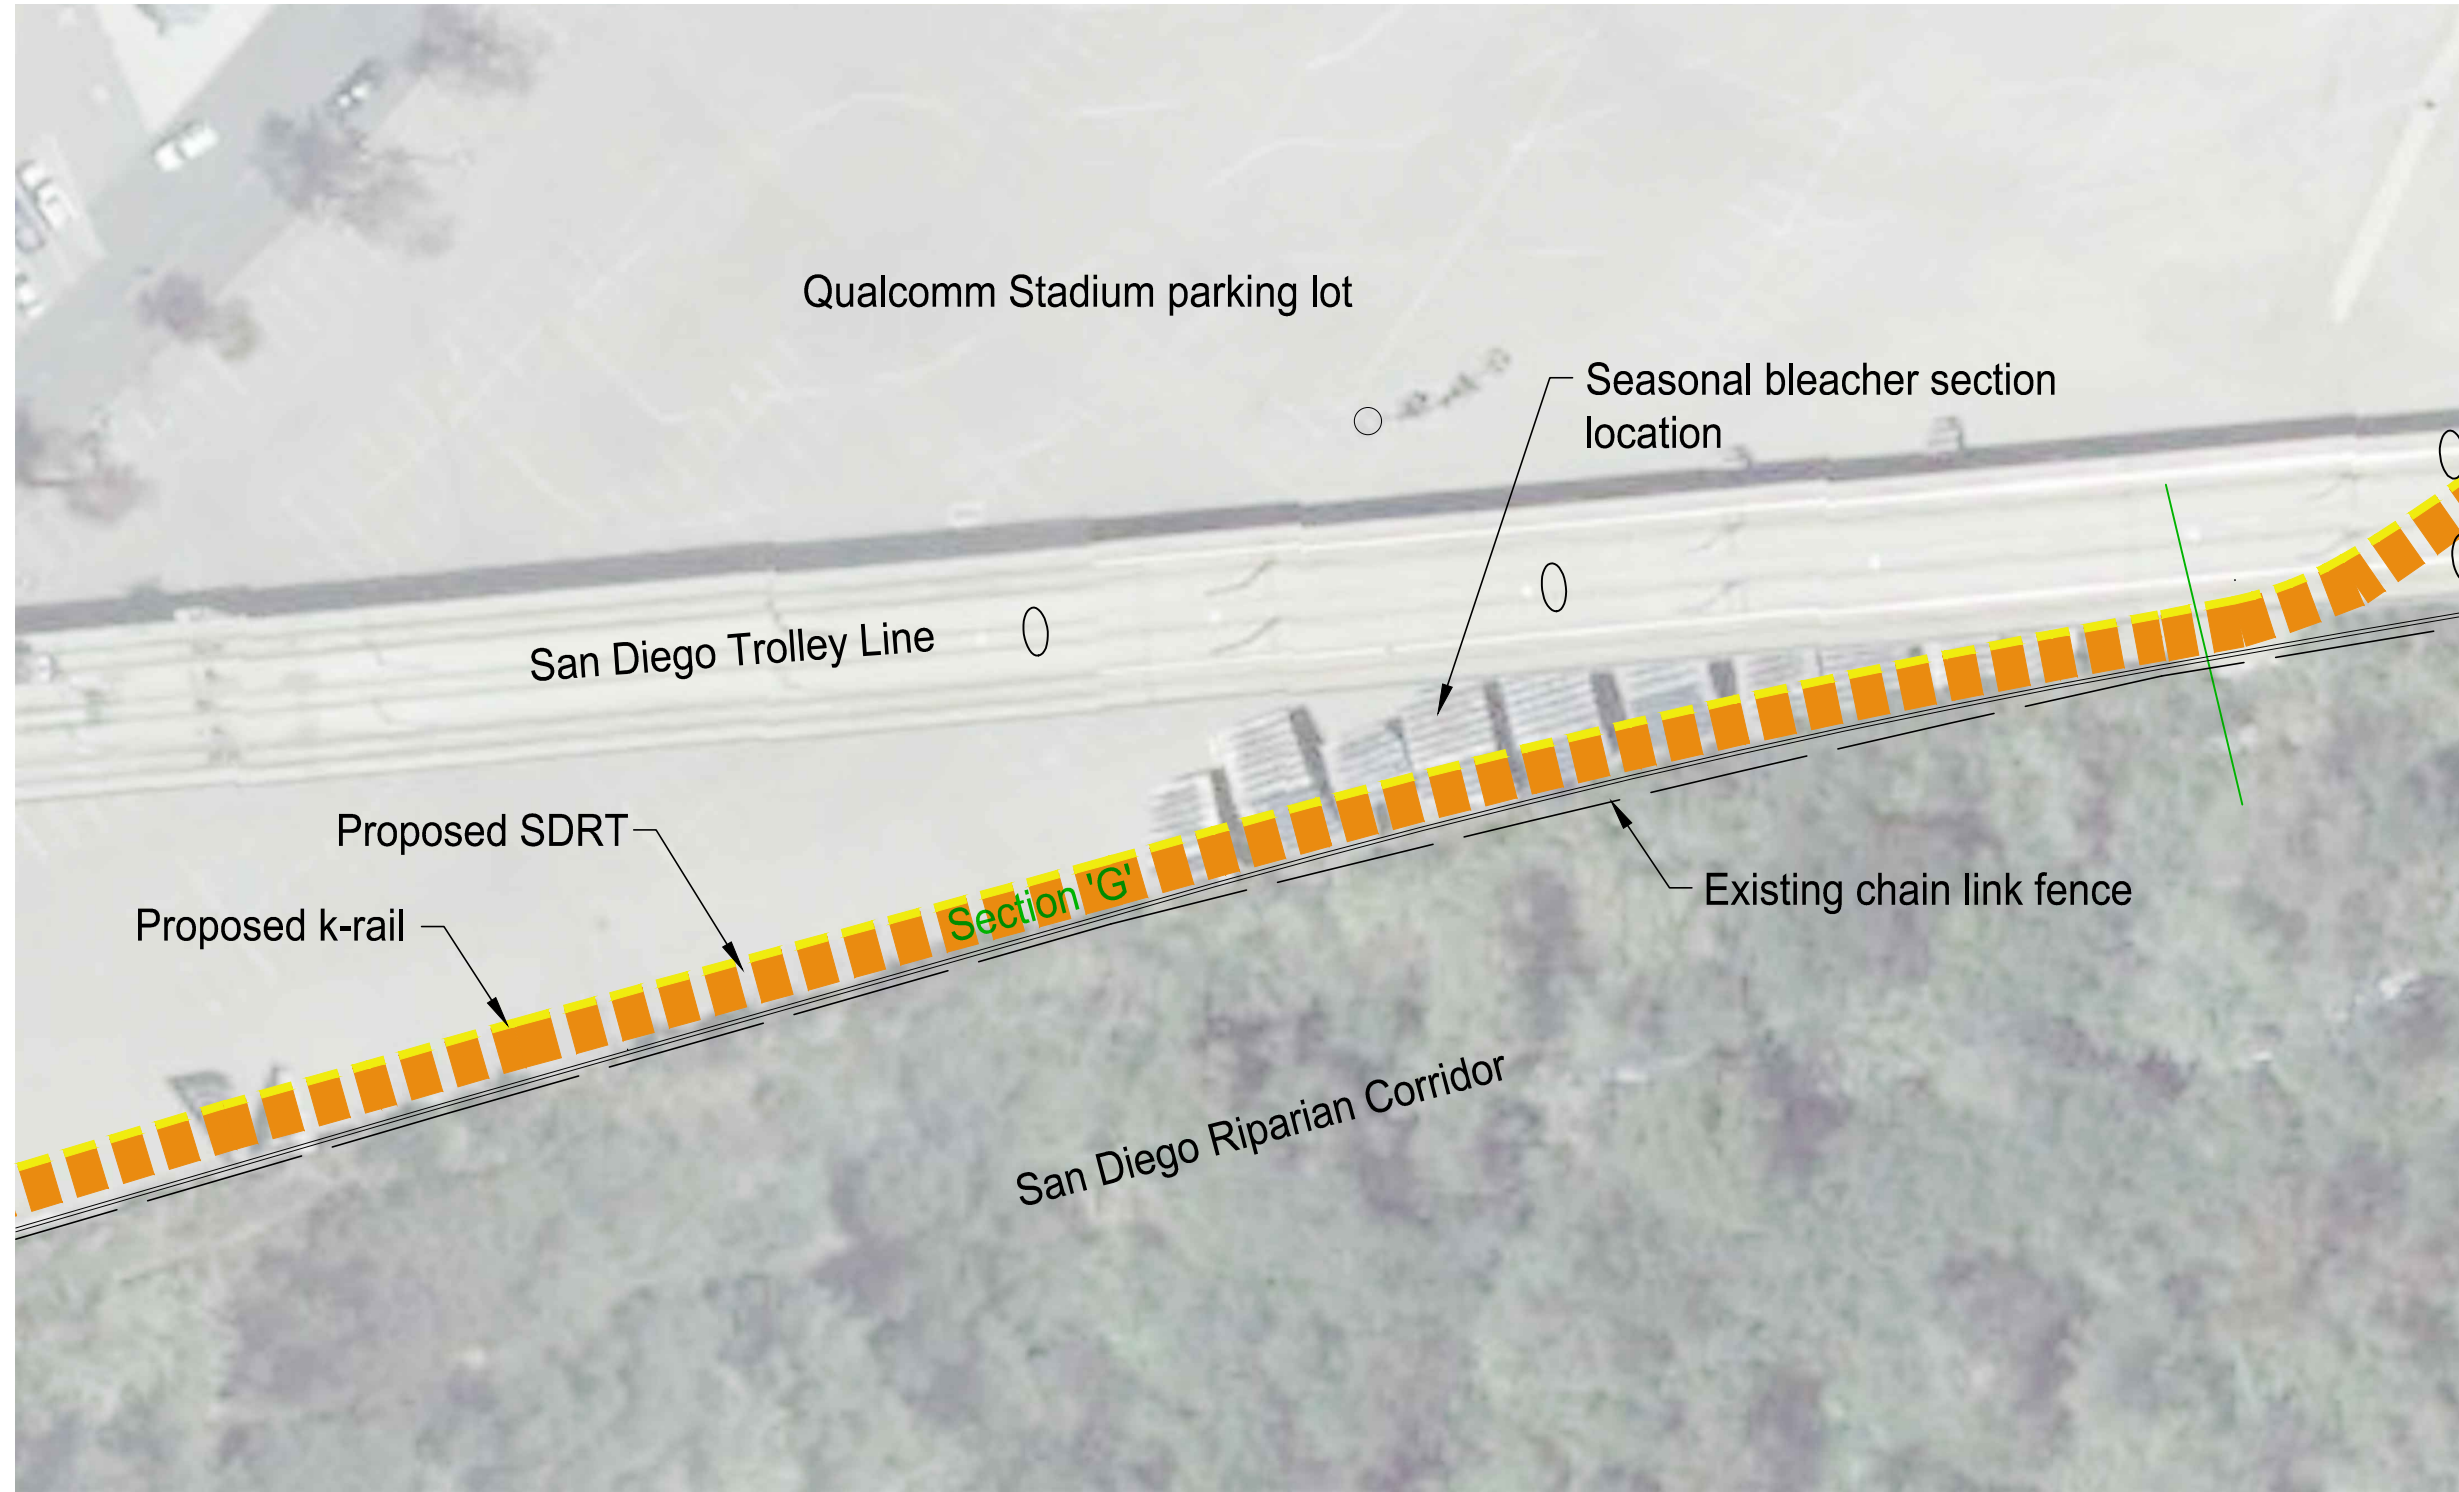 Qualcomm Stadium parking lot
Seasonal bleacher section
location
San Diego Trolley Line
Proposed SDRT
Proposed k-rail
Section 'G'
Existing chain link fence
San Diego Riparian Corridor